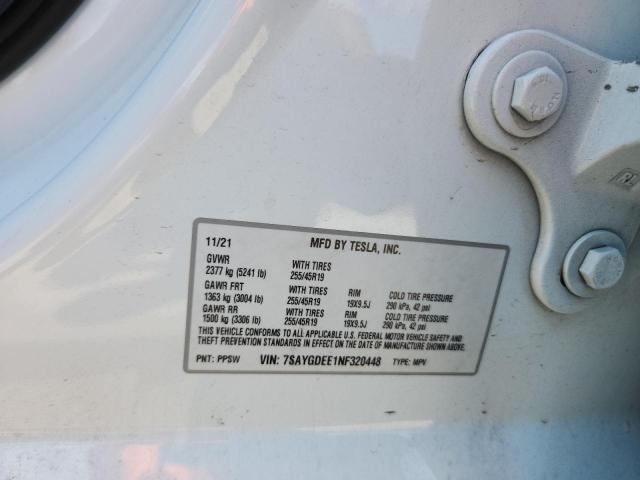 11/21 MFD BY TESLA, INC.
GVWR WITH TIRES
2377 kg (5241 lb) 255/45R19
GAWR FRT WITH TIRES RIM COLD TIRE PRESSURE
1363 kg (3004 lb) 255/45R19 19X9.5J 290 kPa, 42 psi
GAWR RR WITH TIRES RIM COLD TIRE PRESSURE
1500 kg (3306 lb) 255/45R19 19X9.5J 290 kPa, 42 psi
THIS VEHICLE CONFORMS TO ALL APPLICABLE U.S. FEDERAL MOTOR VEHICLE SAFETY AND
THEFT PREVENTION STANDARDS IN EFFECT ON THE DATE OF MANUFACTURE SHOWN ABOVE.
PNT: PPSW VIN: 7SAYGDEE1NF320448 TYPE: MPV